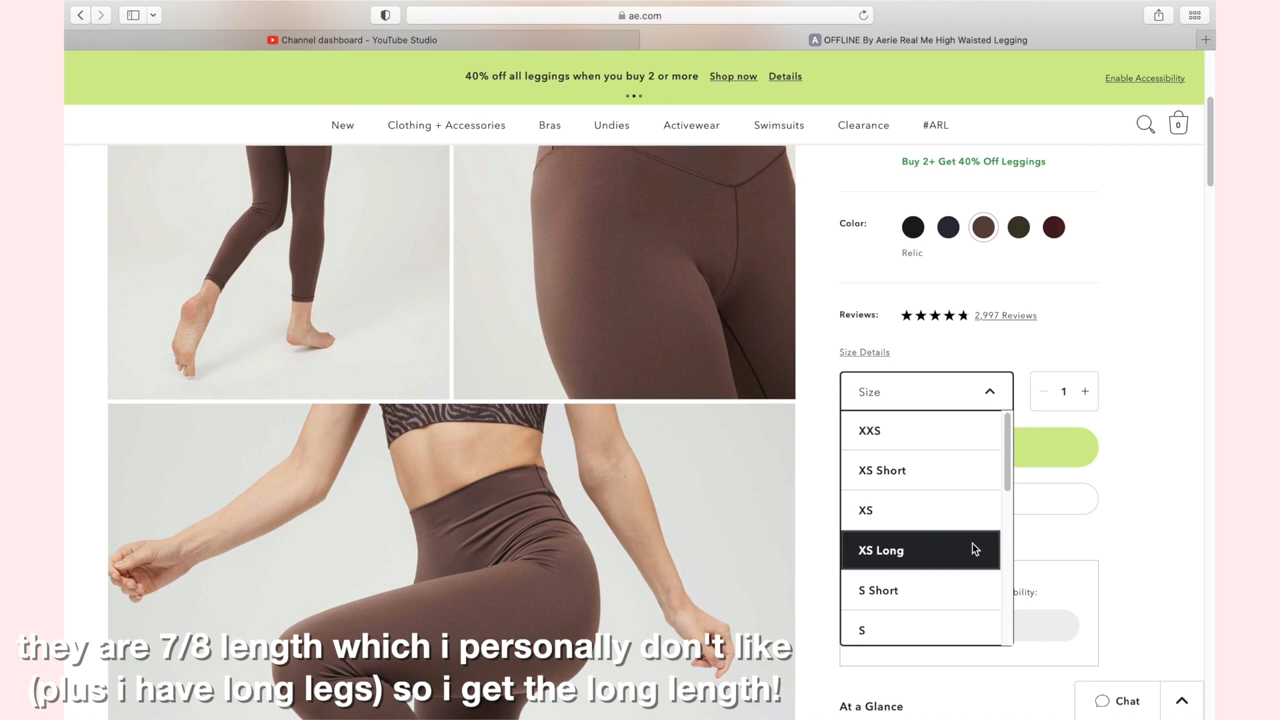 ae.com
Channel dashboard - YouTube Studio
A OFFLINE By Aerie Real Me High Waisted Legging
40% off all leggings when you buy 2 or more Shop now Details
Enable Accessibility
New Clothing + Accessories Bras Undies Activewear Swimsuits Clearance #ARL
0
Buy 2+ Get 40% Off Leggings
Color:
Relic
Reviews: ★★★★★ 2,997 Reviews
Size Details
Size
− 1 +
XXS
XS Short
XS
XS Long
S Short
bility:
S
they are 7/8 length which i personally don't like
(plus i have long legs) so i get the long length!
Chat
At a Glance